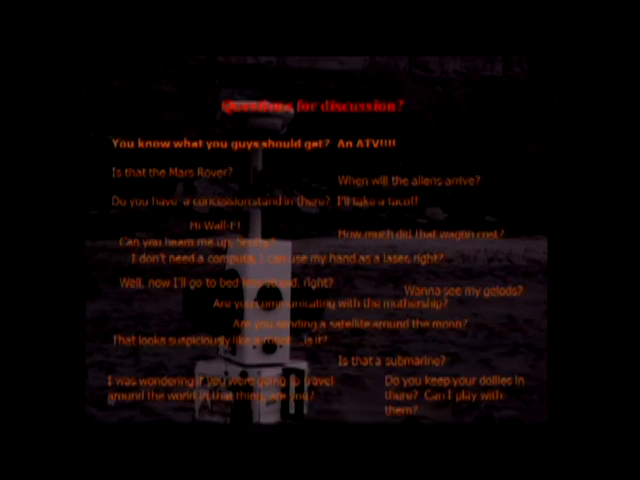 Questions for discussion?
You know what you guys should get? An ATV!!!!
Is that the Mars Rover?
When will the aliens arrive?
Do you have a concession stand in there? I'll take a taco!!
Hi Wall-E!
How much did that wagon cost?
Can you beam me up, Scotty?
I don't need a compute, I can use my hand as a laser, right?
Well, now I'll go to bed less stupid, right?
Wanna see my gelods?
Are you communicating with the mothership?
Are you sending a satellite around the moon?
That looks suspiciously like a robot... is it?
Is that a submarine?
I was wondering if you were going to travel
around the world in that thing, are you?
Do you keep your dollies in
there? Can I play with
them?